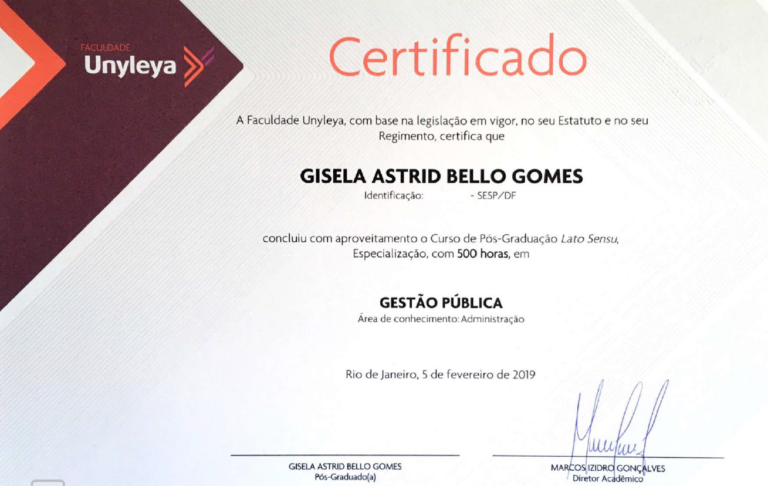 FACULDADE
Unyleya
Certificado
A Faculdade Unyleya, com base na legislação em vigor, no seu Estatuto e no seu
Regimento, certifica que
GISELA ASTRID BELLO GOMES
Identificação: - SESP/DF
concluiu com aproveitamento o Curso de Pós-Graduação Lato Sensu,
Especialização, com 500 horas, em
GESTÃO PÚBLICA
Área de conhecimento: Administração
Rio de Janeiro, 5 de fevereiro de 2019
GISELA ASTRID BELLO GOMES
Pós-Graduado(a)
MARCOS IZIDRO GONÇALVES
Diretor Acadêmico